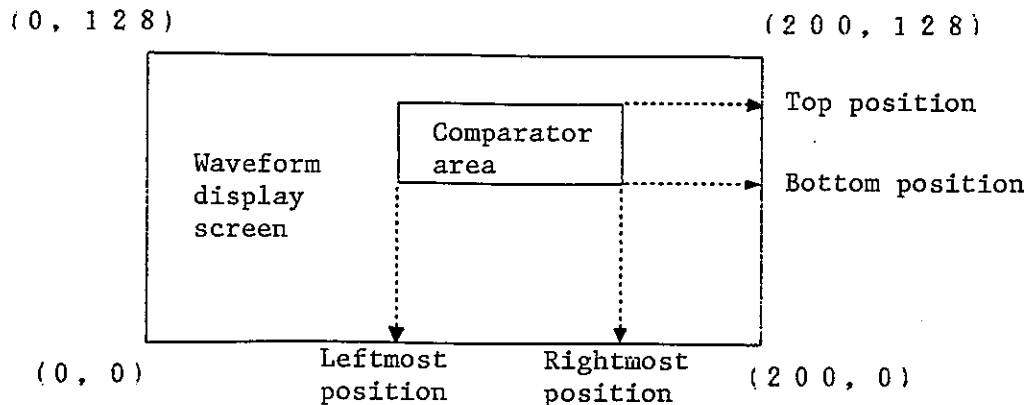 (0, 128)
(200, 128)
Top position
Comparator
area
Waveform
display
screen
Bottom position
Leftmost
position
Rightmost
position
(0, 0)
(200, 0)